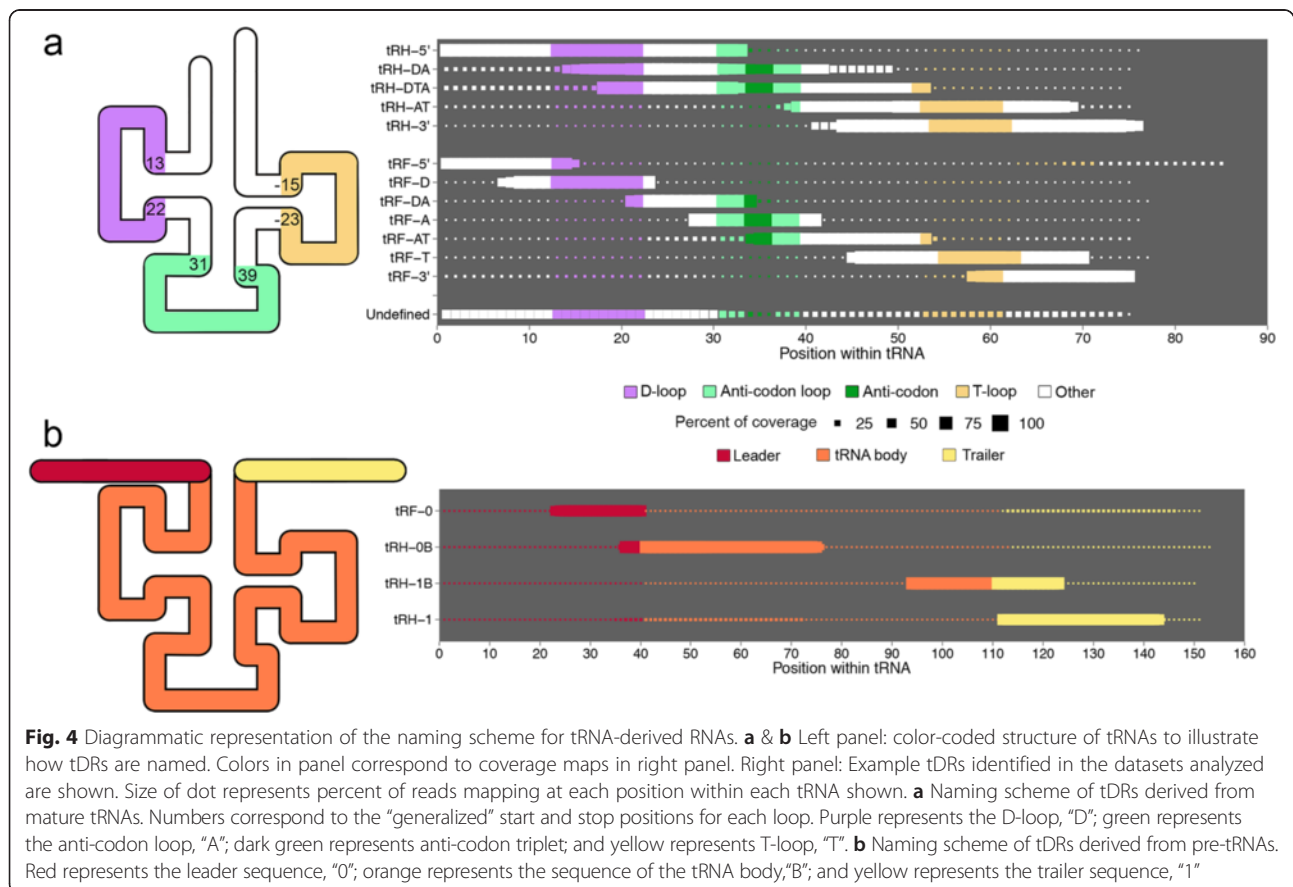 a
13
22
31
39
-15
-23
tRH-5'
tRH-DA
tRH-DTA
tRH-AT
tRH-3'
tRF-5'
tRF-D
tRF-DA
tRF-A
tRF-AT
tRF-T
tRF-3'
Undefined
0 10 20 30 40 50 60 70 80 90
Position within tRNA
D-loop Anti-codon loop Anti-codon T-loop Other
Percent of coverage 25 50 75 100
Leader tRNA body Trailer
b
tRF-0
tRH-0B
tRH-1B
tRH-1
0 10 20 30 40 50 60 70 80 90 100 110 120 130 140 150 160
Position within tRNA
Fig. 4 Diagrammatic representation of the naming scheme for tRNA-derived RNAs. a & b Left panel: color-coded structure of tRNAs to illustrate
how tDRs are named. Colors in panel correspond to coverage maps in right panel. Right panel: Example tDRs identified in the datasets analyzed
are shown. Size of dot represents percent of reads mapping at each position within each tRNA shown. a Naming scheme of tDRs derived from
mature tRNAs. Numbers correspond to the “generalized” start and stop positions for each loop. Purple represents the D-loop, “D”; green represents
the anti-codon loop, “A”; dark green represents anti-codon triplet; and yellow represents T-loop, “T”. b Naming scheme of tDRs derived from pre-tRNAs.
Red represents the leader sequence, “0”; orange represents the sequence of the tRNA body,“B”; and yellow represents the trailer sequence, “1”